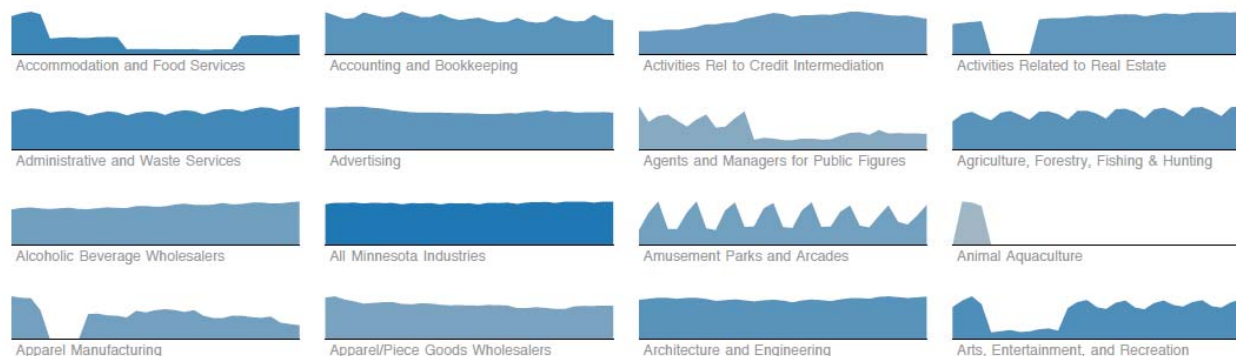 Accommodation and Food Services
Accounting and Bookkeeping
Activities Rel to Credit Intermediation
Activities Related to Real Estate
Administrative and Waste Services
Advertising
Agents and Managers for Public Figures
Agriculture, Forestry, Fishing & Hunting
Alcoholic Beverage Wholesalers
All Minnesota Industries
Amusement Parks and Arcades
Animal Aquaculture
Apparel Manufacturing
Apparel/Piece Goods Wholesalers
Architecture and Engineering
Arts, Entertainment, and Recreation